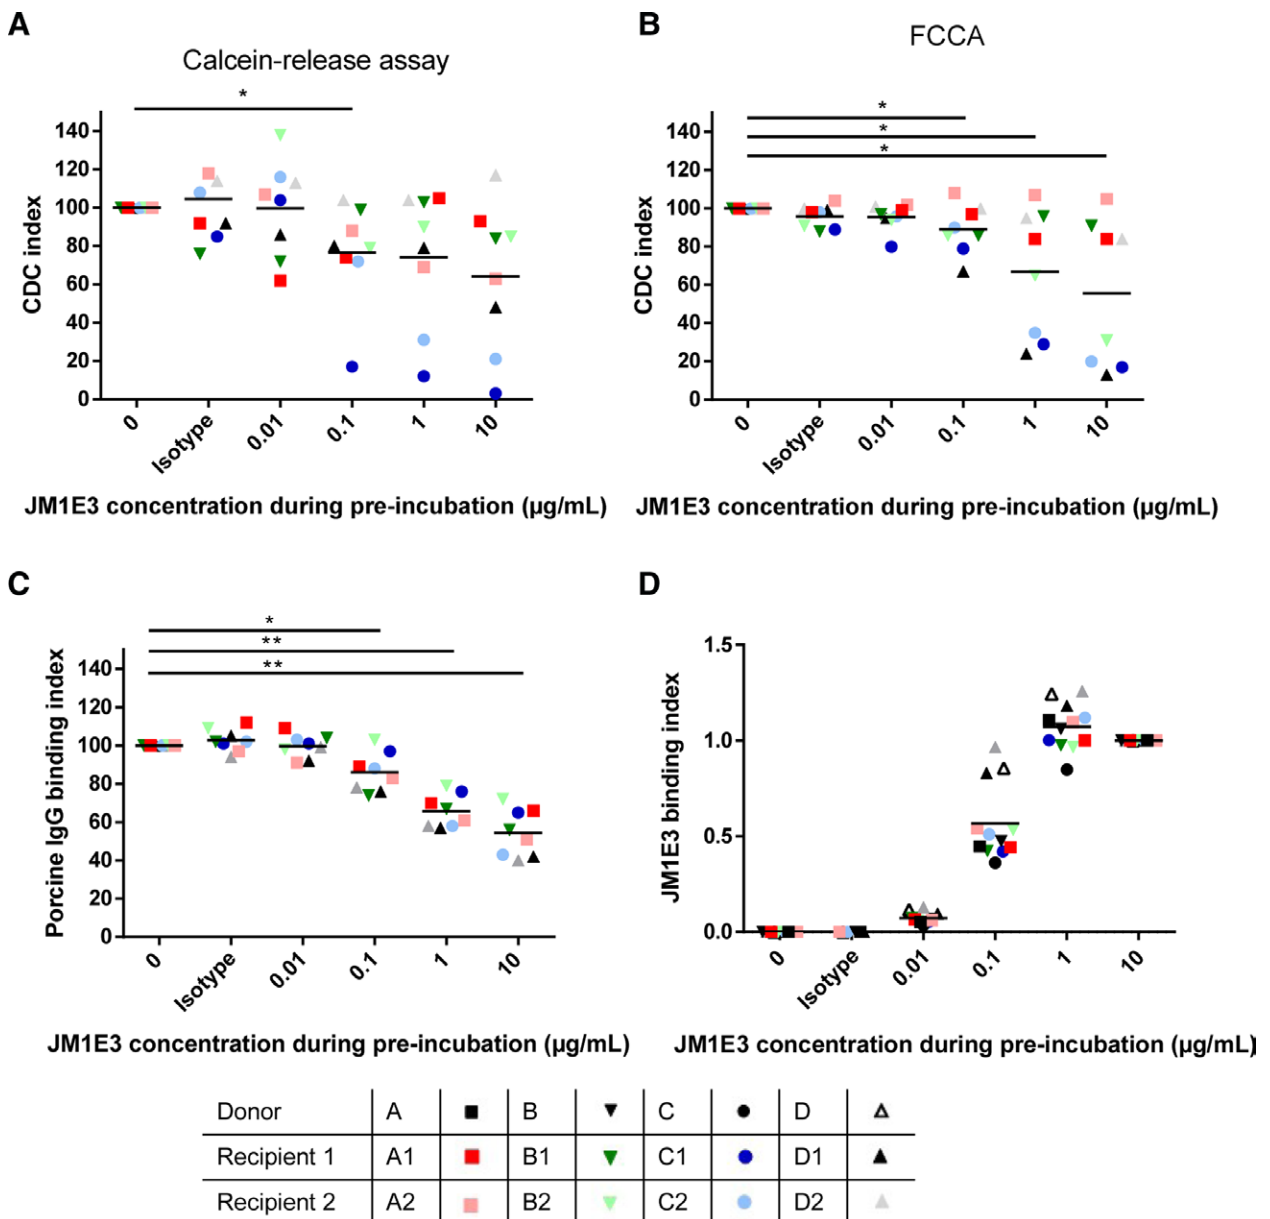 A
Calcein-release assay
*
CDC index
140
120
100
80
60
40
20
0
0
Isotype
0.01
0.1
1
10
JM1E3 concentration during pre-incubation (µg/mL)
B
FCCA
*
*
*
CDC index
140
120
100
80
60
40
20
0
0
Isotype
0.01
0.1
1
10
JM1E3 concentration during pre-incubation (µg/mL)
C
*
**
**
Porcine IgG binding index
140
120
100
80
60
40
20
0
0
Isotype
0.01
0.1
1
10
JM1E3 concentration during pre-incubation (µg/mL)
D
JM1E3 binding index
1.5
1.0
0.5
0.0
0
Isotype
0.01
0.1
1
10
JM1E3 concentration during pre-incubation (µg/mL)
Donor A B C D
Recipient 1 A1 B1 C1 D1
Recipient 2 A2 B2 C2 D2